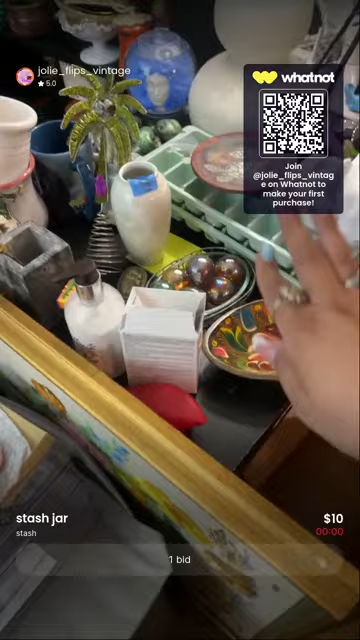 jolie_flips_vintage
★ 5.0
whatnot
Join
@jolie_flips_vintag
e on Whatnot to
make your first
purchase!
stash jar
$10
stash
00:00
1 bid